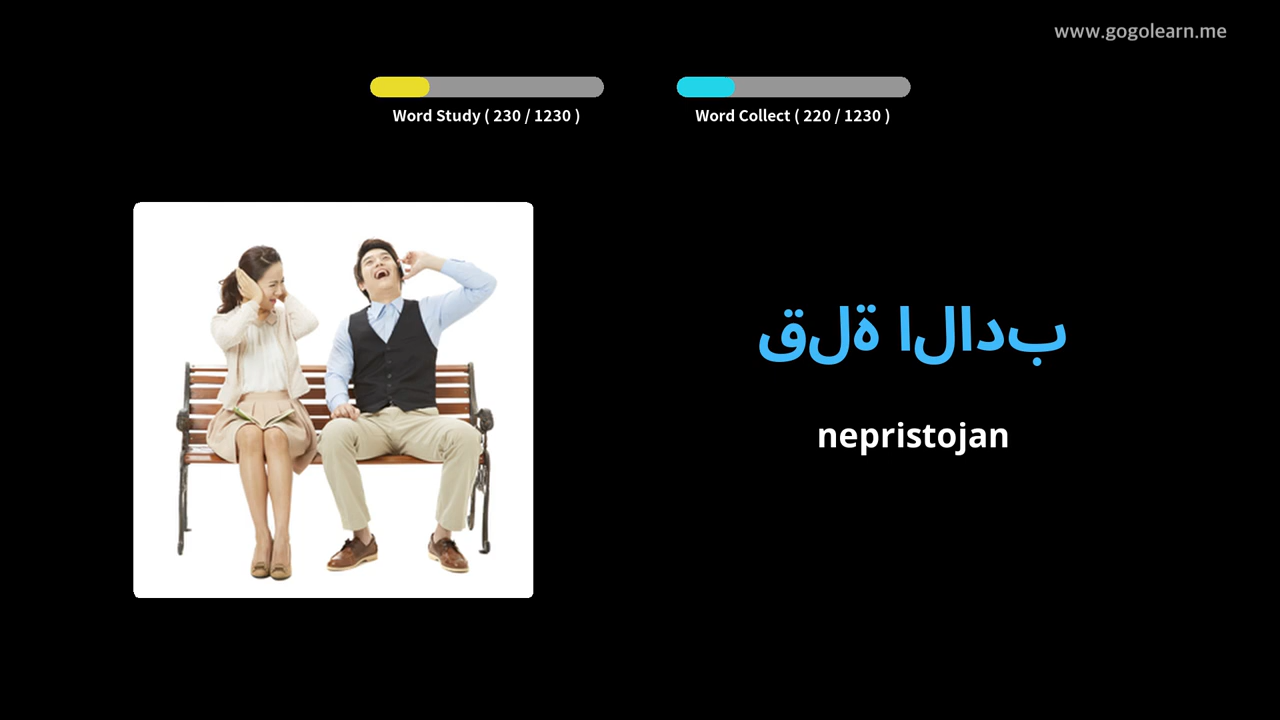 www.gogolearn.me
Word Study ( 230 / 1230 )
Word Collect ( 220 / 1230 )
قلة الادب
nepristojan